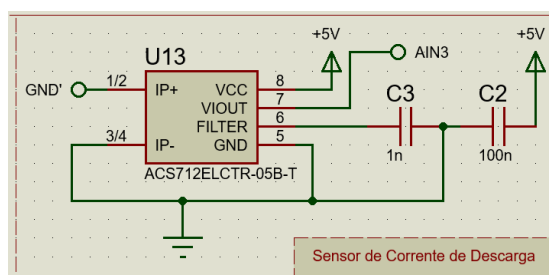 +5V
+5V
U13
AIN3
GND'
1/2
IP+
VCC
8
VIOUT
7
C3
C2
FILTER
6
3/4
IP-
GND
5
1n
100n
ACS712ELCTR-05B-T
Sensor de Corrente de Descarga